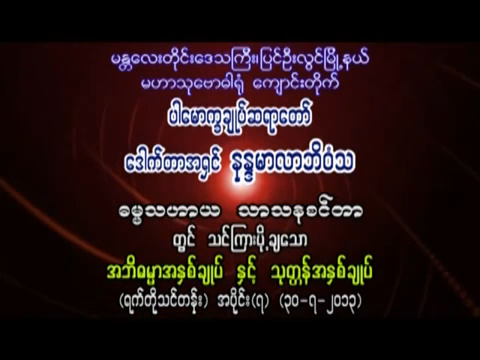 မန္တလေးတိုင်းဒေသကြီး၊ပြင်ဦးလွင်မြို့နယ်
မဟာသုဗောဓါရုံ ကျောင်းတိုက်
ပါမောက္ခချုပ်ဆရာတော်
ဒေါက်တာအရှင် နန္ဒမာလာဘိဝံသ
ဓမ္မသဟာယ သာသနစင်တာ
တွင် သင်ကြားပို့ချသော
အဘိဓမ္မာအနှစ်ချုပ် နှင့် သုတ္တန်အနှစ်ချုပ်
(ရက်တိုသင်တန်း) အပိုင်း(၇) (၃၀-၇-၂၀၁၃)